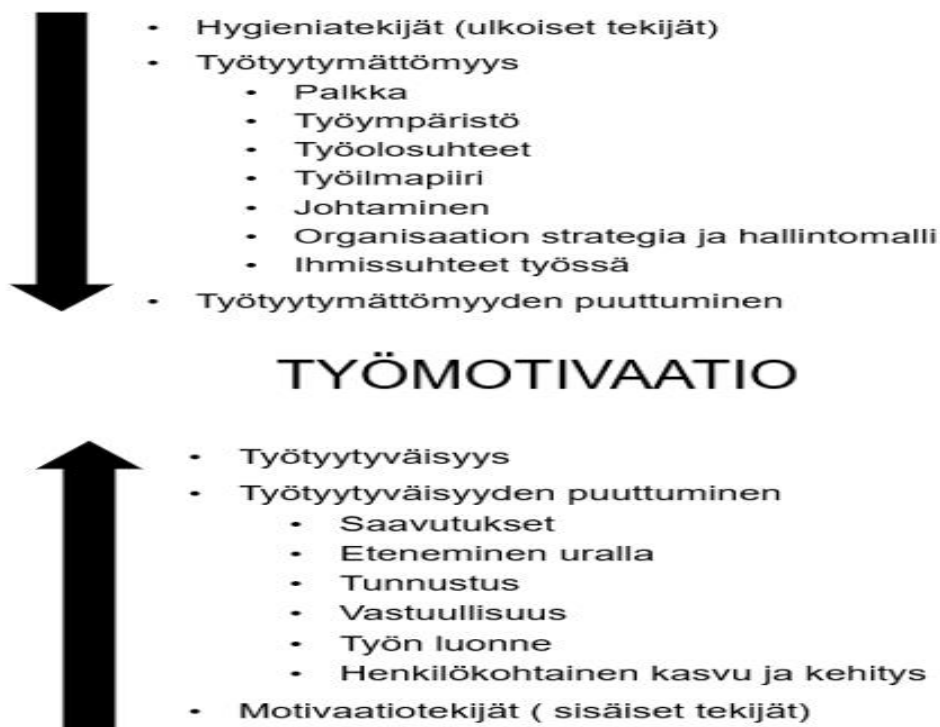 • Hygieniatekijät (ulkoiset tekijät)
• Työtyytymättömyys
• Palkka
• Työympäristö
• Työolosuhteet
• Työilmapiiri
• Johtaminen
• Organisaation strategia ja hallintomalli
• Ihmissuhteet työssä
• Työtyytymättömyyden puuttuminen
TYÖMOTIVAATIO
• Työtyytyväisyys
• Työtyytyväisyyden puuttuminen
• Saavutukset
• Eteneminen uralla
• Tunnustus
• Vastuullisuus
• Työn luonne
• Henkilökohtainen kasvu ja kehitys
• Motivaatiotekijät ( sisäiset tekijät)